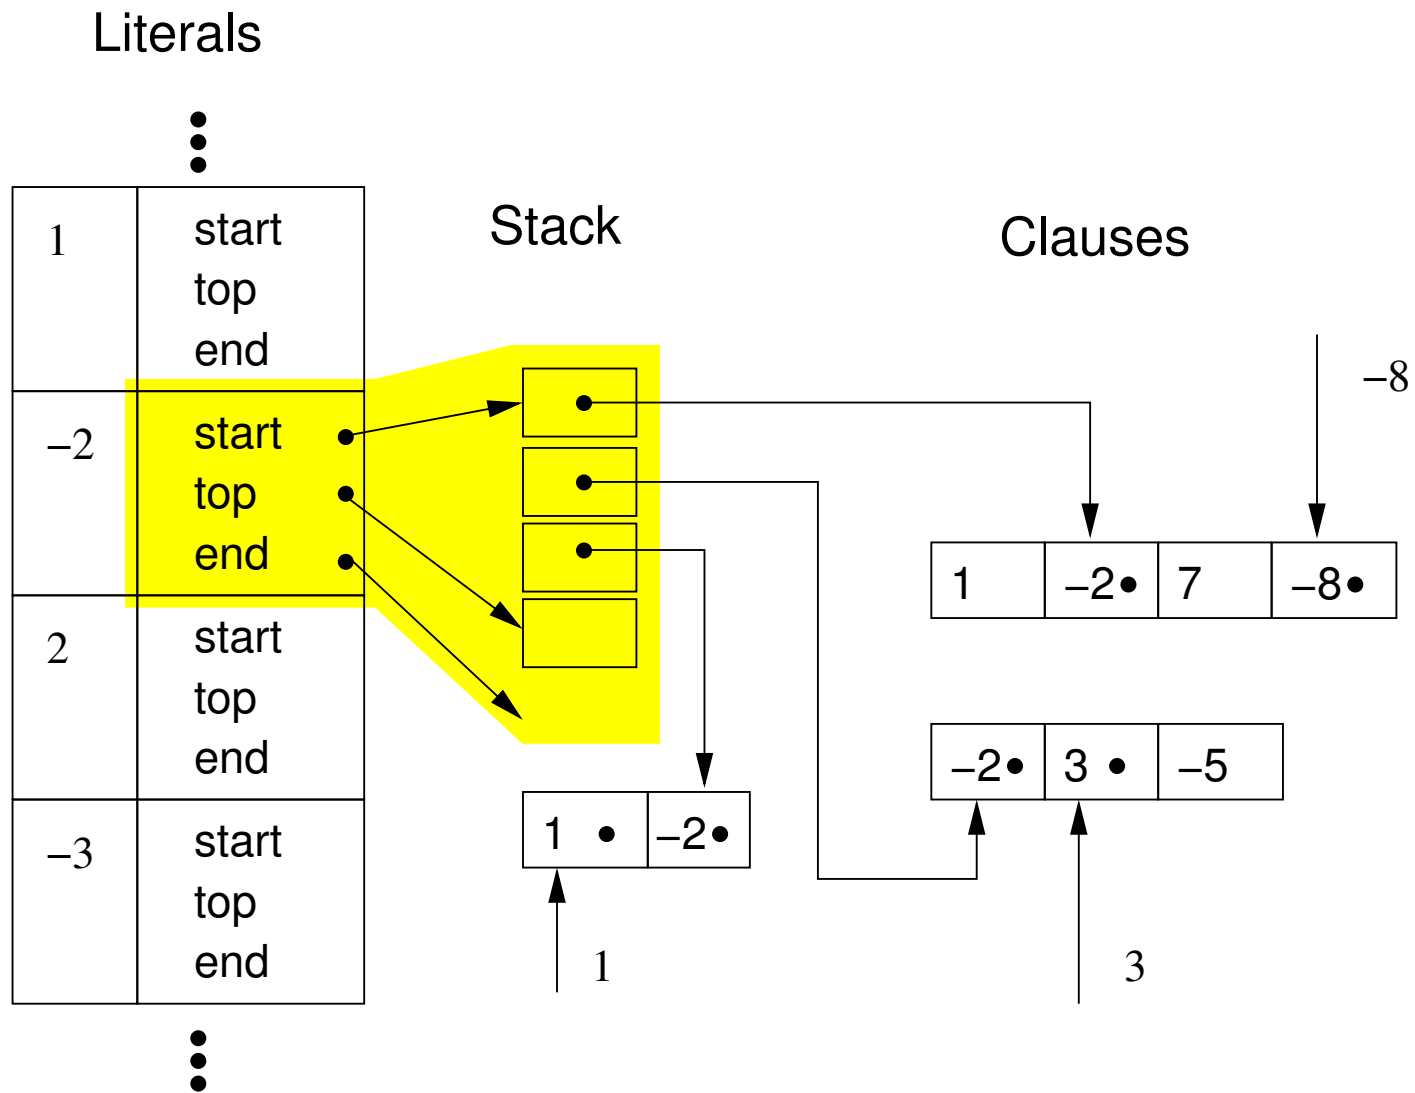 Literals
Stack
Clauses
1
start
top
end
−2
start
top
end
2
start
top
end
−3
start
top
end
−8
1 −2 7 −8
−2 3 −5
1 −2
1
3